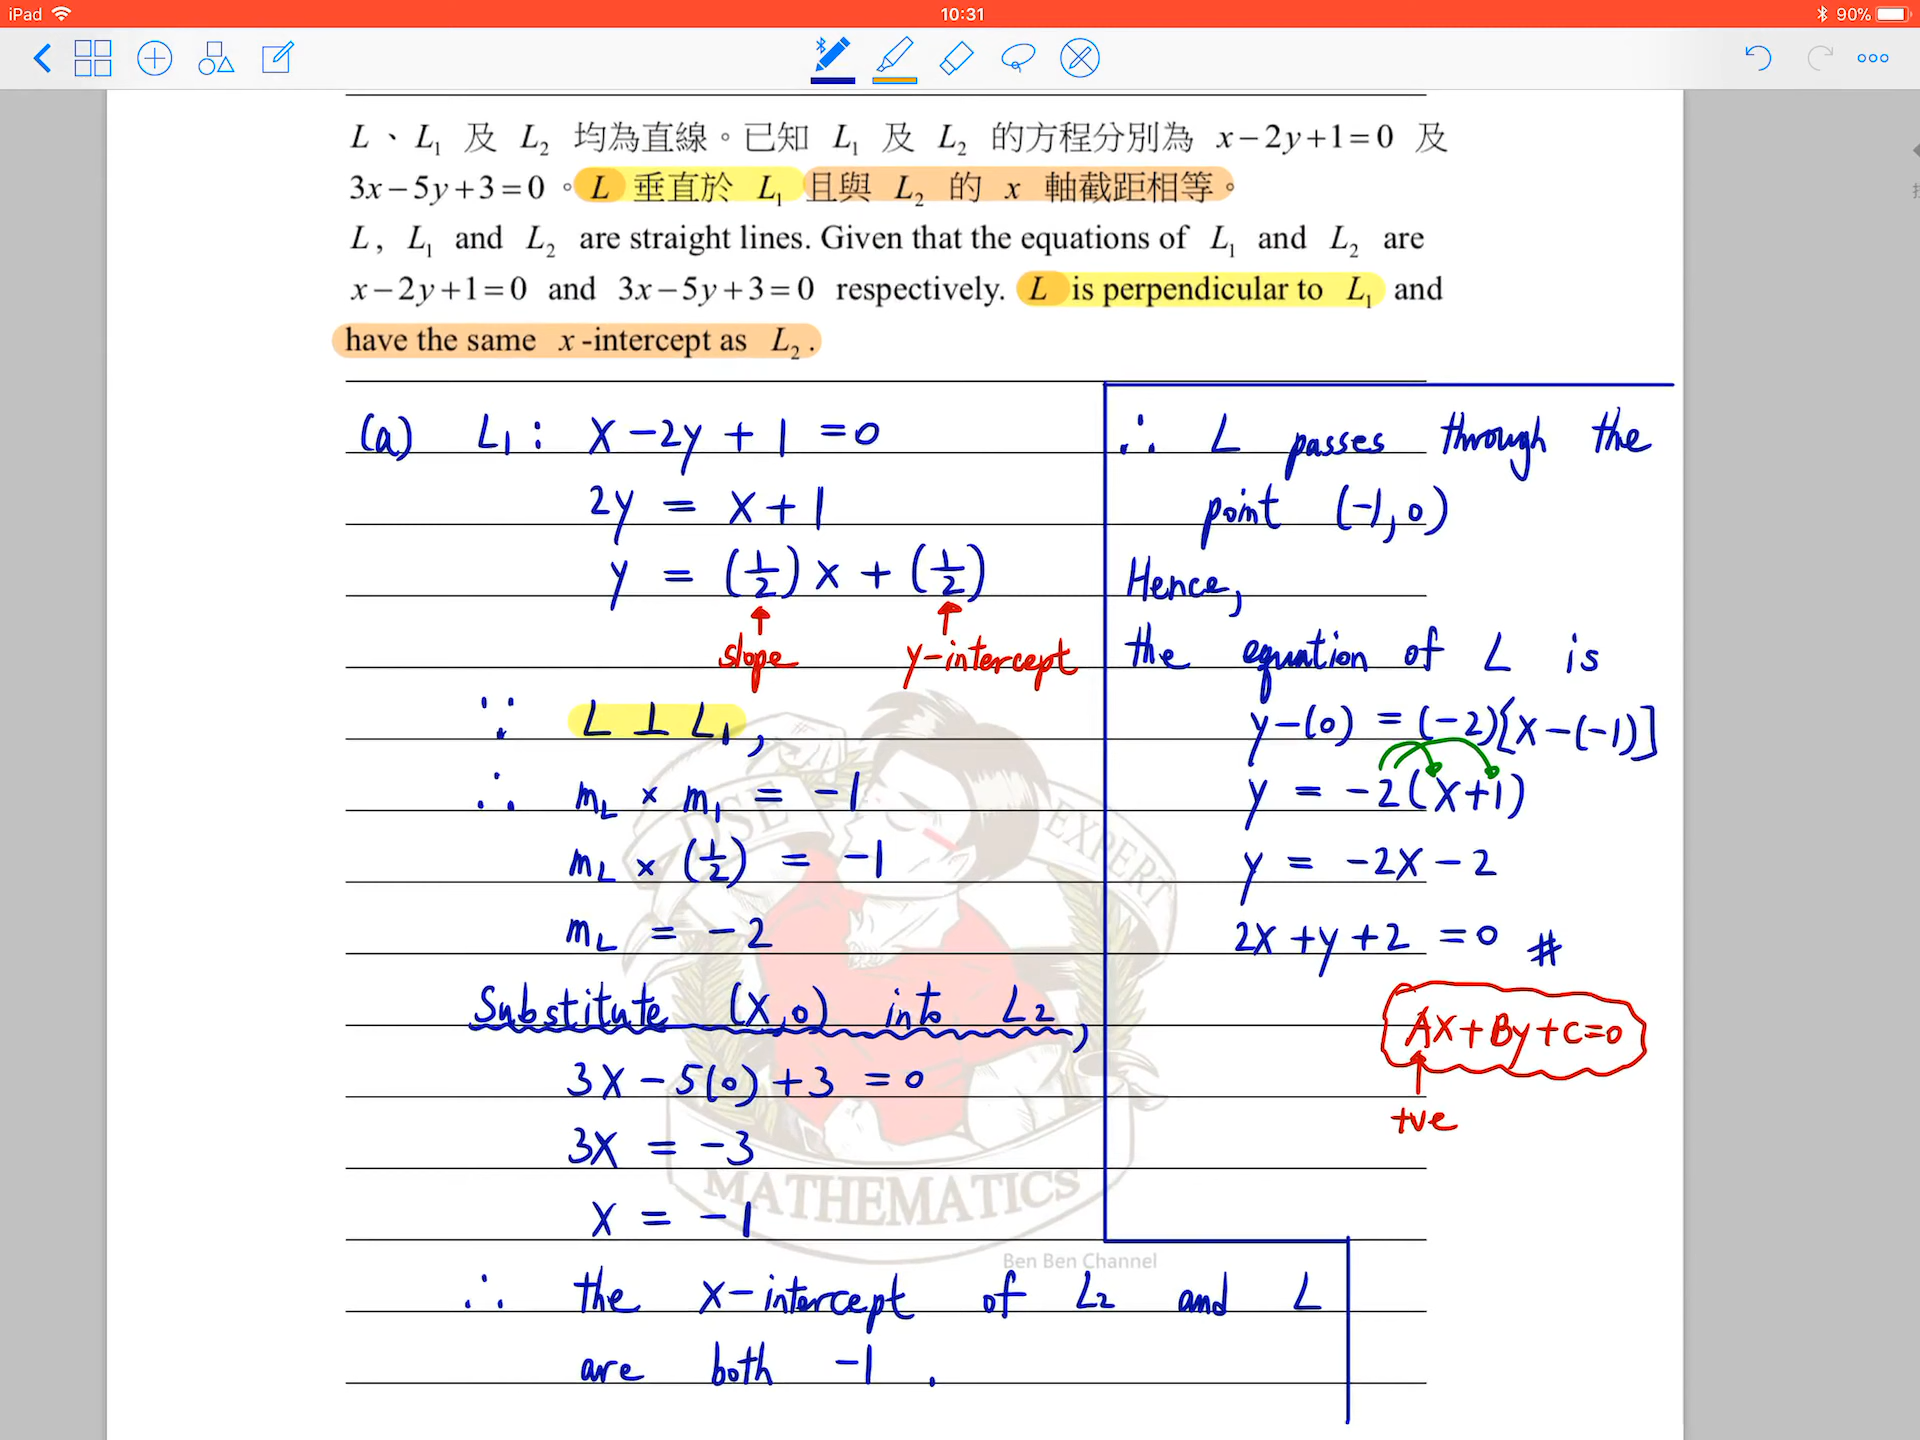 iPad 10:31 90%
L、L₁ 及 L₂ 均為直線。已知 L₁ 及 L₂ 的方程分別為 x−2y+1=0 及
3x−5y+3=0。L 垂直於 L₁ 且與 L₂ 的 x 軸截距相等。
L, L₁ and L₂ are straight lines. Given that the equations of L₁ and L₂ are
x−2y+1=0 and 3x−5y+3=0 respectively. L is perpendicular to L₁ and
have the same x-intercept as L₂.
(a) L₁: x−2y+1=0
2y = x+1
y = (1/2)x + (1/2)
slope y-intercept
∵ L ⊥ L₁,
∴ m_L × m₁ = −1
m_L × (1/2) = −1
m_L = −2
Substitute (x,0) into L₂,
3x−5(0)+3=0
3x = −3
x = −1
∴ the x-intercept of L₂ and L
are both −1.
∴ L passes through the
point (−1,0)
Hence,
the equation of L is
y−(0) = (−2)[x−(−1)]
y = −2(x+1)
y = −2x−2
2x+y+2=0 #
Ax+By+C=0
+ve
DSE EXPERT
MATHEMATICS
Ben Ben Channel